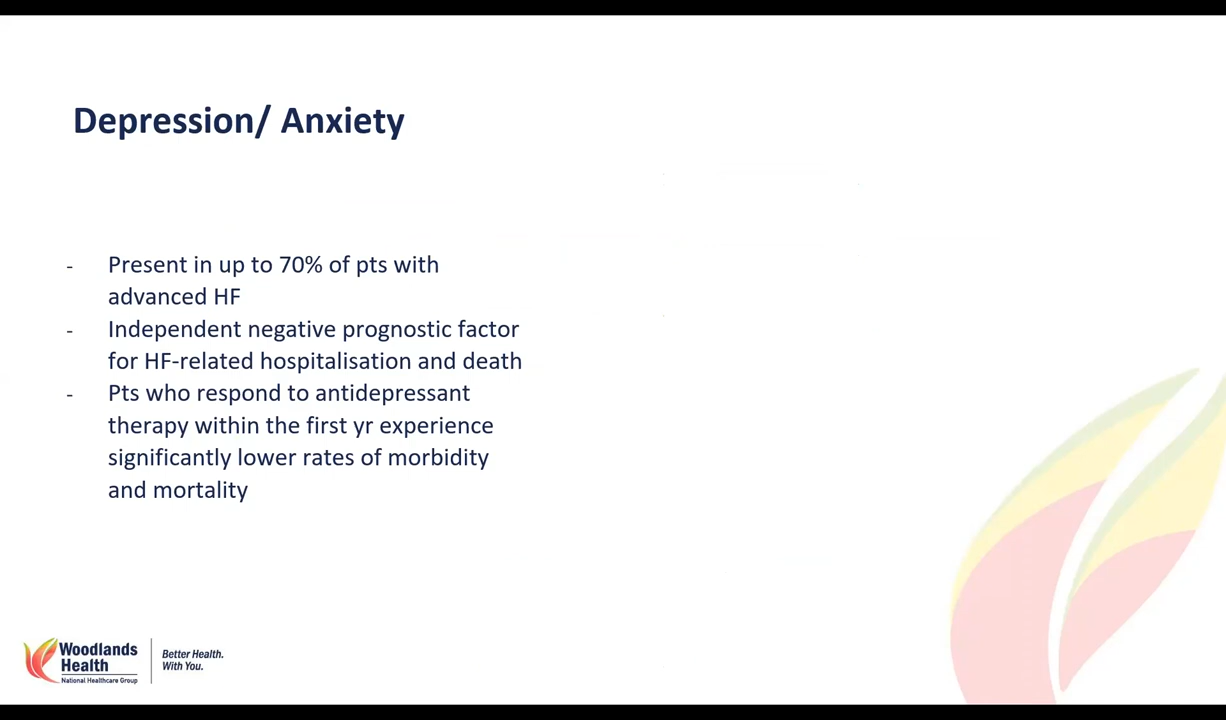 Depression/ Anxiety
- Present in up to 70% of pts with
advanced HF
- Independent negative prognostic factor
for HF-related hospitalisation and death
- Pts who respond to antidepressant
therapy within the first yr experience
significantly lower rates of morbidity
and mortality
Woodlands
Health
National Healthcare Group
Better Health.
With You.